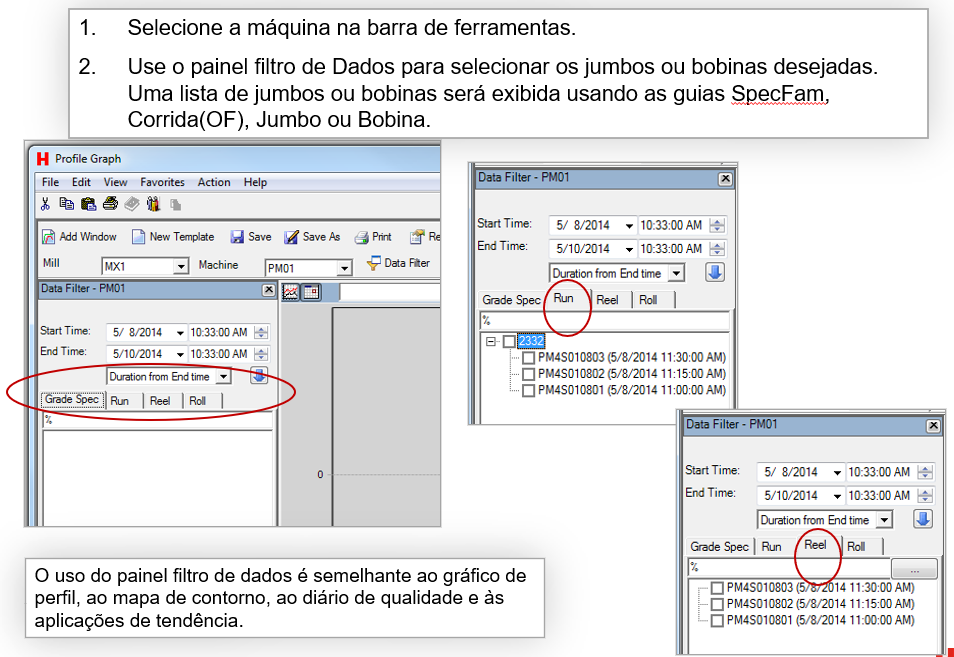 1. Selecione a máquina na barra de ferramentas.
2. Use o painel filtro de Dados para selecionar os jumbos ou bobinas desejadas.
Uma lista de jumbos ou bobinas será exibida usando as guias SpecFam,
Corrida(OF), Jumbo ou Bobina.
H Profile Graph
File Edit View Favorites Action Help
Add Window New Template Save Save As Print Re
Mill MX1 Machine PM01 Data Filter
Data Filter - PM01
Start Time: 5/ 8/2014 10:33:00 AM
End Time: 5/10/2014 10:33:00 AM
Duration from End time
Grade Spec Run Reel Roll
%
0
Data Filter - PM01
Start Time: 5/ 8/2014 10:33:00 AM
End Time: 5/10/2014 10:33:00 AM
Duration from End time
Grade Spec Run Reel Roll
%
2332
PM4S010803 (5/8/2014 11:30:00 AM)
PM4S010802 (5/8/2014 11:15:00 AM)
PM4S010801 (5/8/2014 11:00:00 AM)
Data Filter - PM01
Start Time: 5/ 8/2014 10:33:00 AM
End Time: 5/10/2014 10:33:00 AM
Duration from End time
Grade Spec Run Reel Roll
% ...
PM4S010803 (5/8/2014 11:30:00 AM)
PM4S010802 (5/8/2014 11:15:00 AM)
PM4S010801 (5/8/2014 11:00:00 AM)
O uso do painel filtro de dados é semelhante ao gráfico de
perfil, ao mapa de contorno, ao diário de qualidade e às
aplicações de tendência.